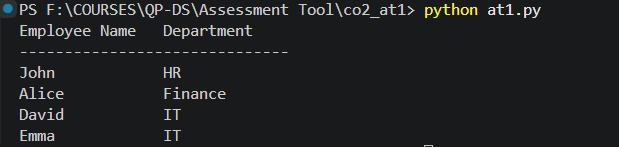 PS F:\COURSES\QP-DS\Assessment Tool\co2_at1> python at1.py
Employee Name   Department
------------------------------
John            HR
Alice           Finance
David           IT
Emma            IT